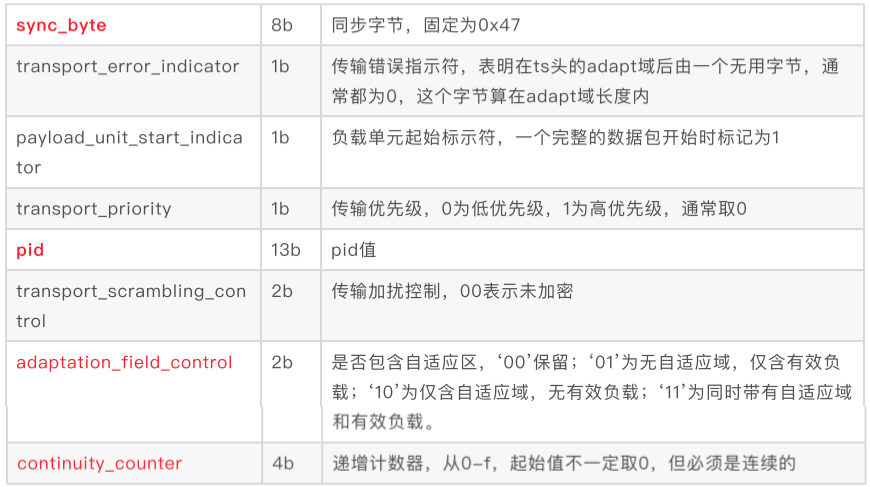 sync_byte 8b 同步字节，固定为0x47
transport_error_indicator 1b 传输错误指示符，表明在ts头的adapt域后由一个无用字节，通
常都为0，这个字节算在adapt域长度内
payload_unit_start_indica 1b 负载单元起始标示符，一个完整的数据包开始时标记为1
tor
transport_priority 1b 传输优先级，0为低优先级，1为高优先级，通常取0
pid 13b pid值
transport_scrambling_con 2b 传输加扰控制，00表示未加密
trol
adaptation_field_control 2b 是否包含自适应区，‘00’保留；‘01’为无自适应域，仅含有效负
载；‘10’为仅含自适应域，无有效负载；‘11’为同时带有自适应域
和有效负载。
continuity_counter 4b 递增计数器，从0-f，起始值不一定取0，但必须是连续的